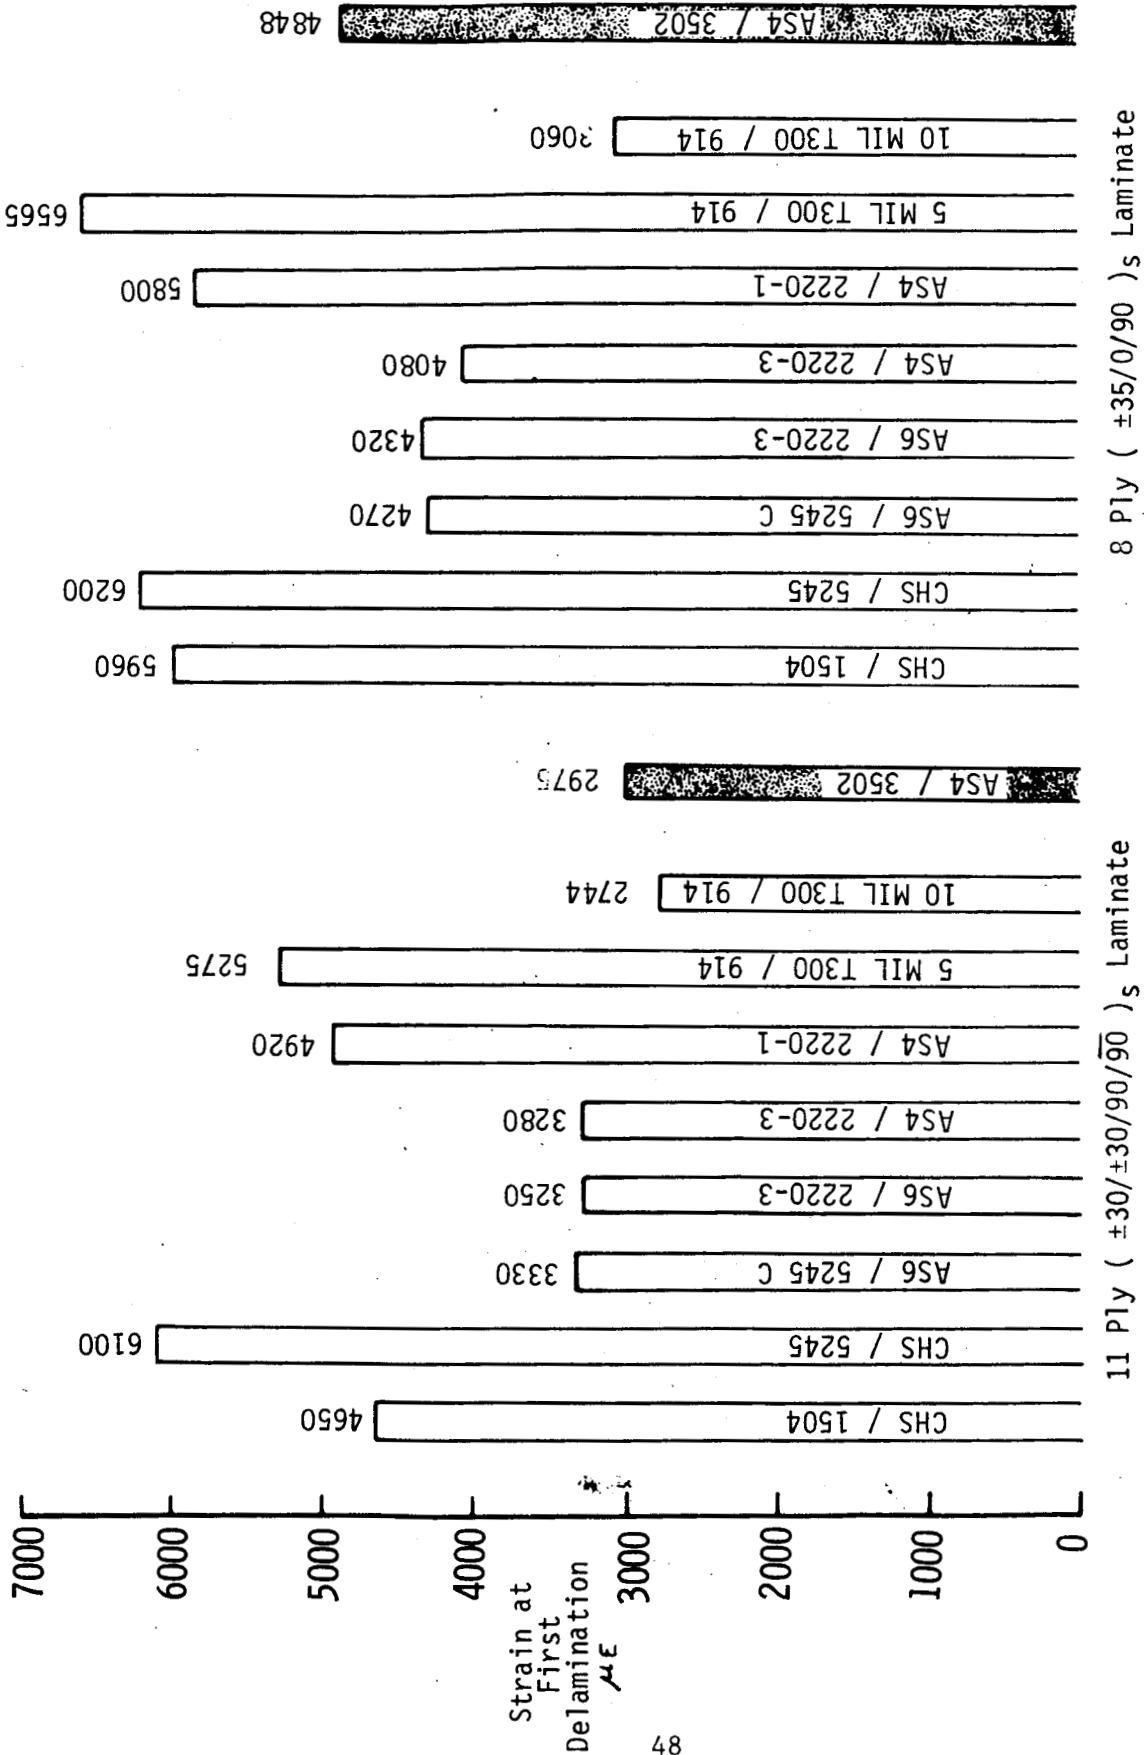 7000
6000
5000
4000
3000
2000
1000
0
Strain at
First
Delamination
με
4650
CHS / 1504
6100
CHS / 5245
3330
AS6 / 5245 C
3250
AS6 / 2220-3
3280
AS4 / 2220-3
4920
AS4 / 2220-1
5275
5 MIL T300 / 914
2744
10 MIL T300 / 914
2975
AS4 / 3502
11 Ply ( ±30/±30/90/9̅0̅ )s Laminate
5960
CHS / 1504
6200
CHS / 5245
4270
AS6 / 5245 C
4320
AS6 / 2220-3
4080
AS4 / 2220-3
5800
AS4 / 2220-1
6565
5 MIL T300 / 914
3060
10 MIL T300 / 914
4848
AS4 / 3502
8 Ply ( ±35/0/90 )s Laminate
48